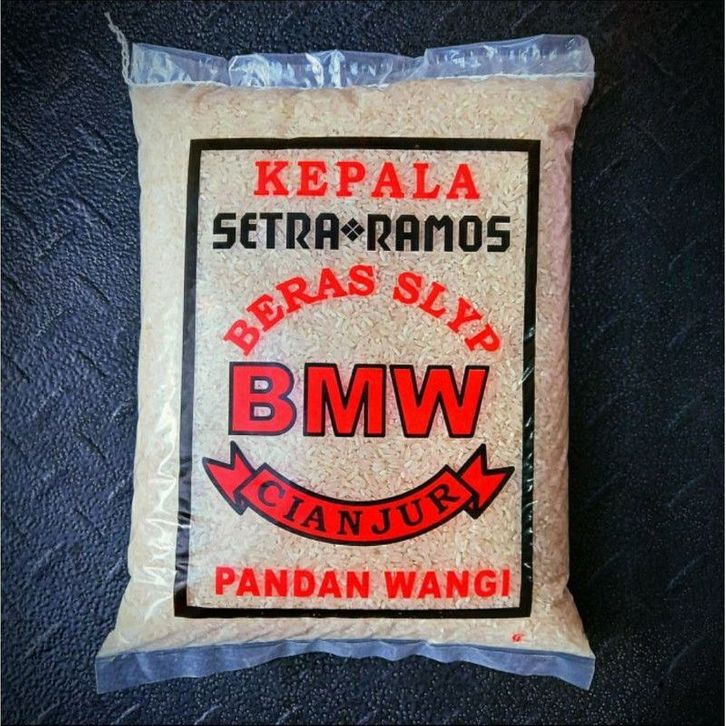 KEPALA
SETRA❖RAMOS
BERAS SLYP
BMW
CIANJUR
PANDAN WANGI